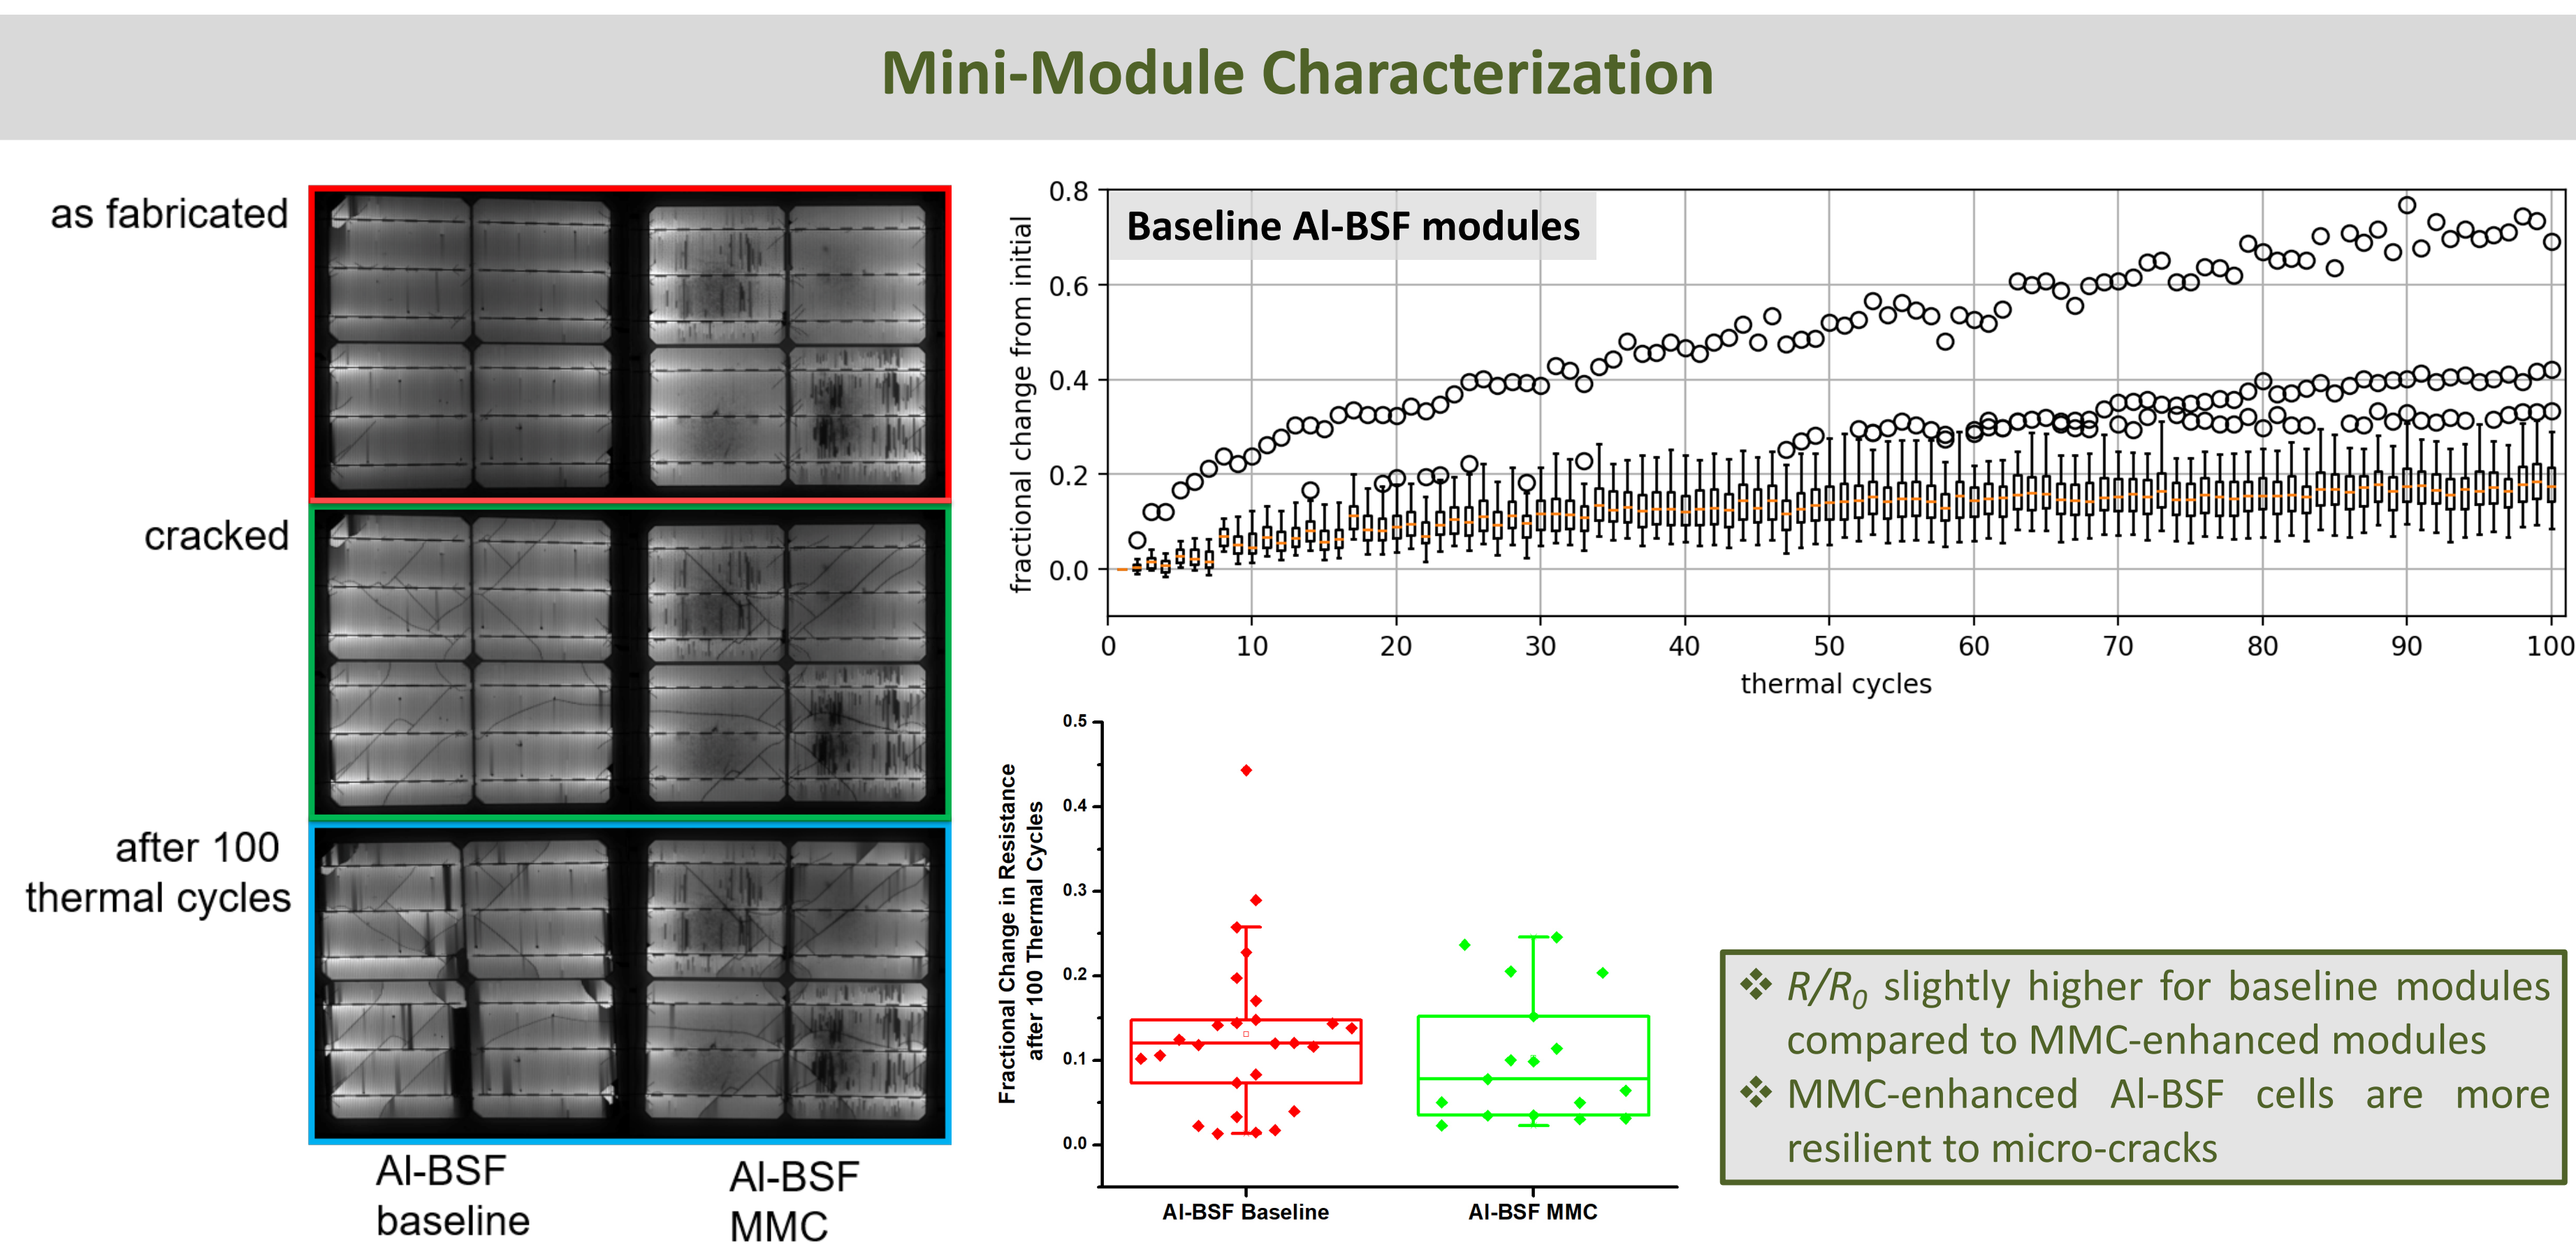 Mini-Module Characterization
as fabricated
cracked
after 100
thermal cycles
Al-BSF
baseline
Al-BSF
MMC
Baseline Al-BSF modules
fractional change from initial
0.8
0.6
0.4
0.2
0.0
0 10 20 30 40 50 60 70 80 90 100
thermal cycles
Fractional Change in Resistance
after 100 Thermal Cycles
0.5
0.4
0.3
0.2
0.1
0.0
Al-BSF Baseline
Al-BSF MMC
❖ R/R0 slightly higher for baseline modules
compared to MMC-enhanced modules
❖ MMC-enhanced Al-BSF cells are more
resilient to micro-cracks